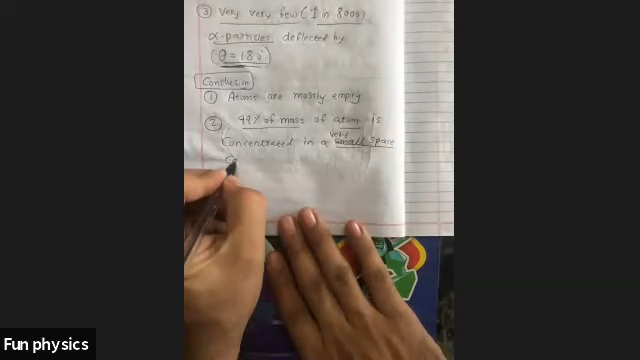 ③ Very very few (1 in 8000)
α-particles deflected by
(θ = 180°)
Conclusion
① Atoms are mostly empty
② 99% of mass of atom is
very
Concentrated in a small space
Fun physics